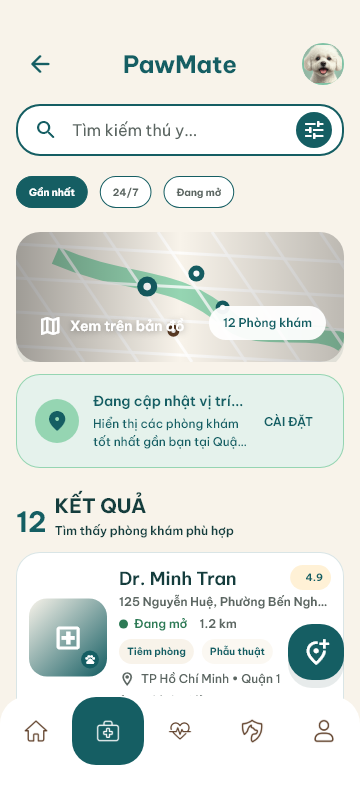 PawMate
Tìm kiếm thú y...
Gần nhất
24/7
Đang mở
Xem trên bản đồ
12 Phòng khám
Đang cập nhật vị trí...
Hiển thị các phòng khám
tốt nhất gần bạn tại Quậ...
CÀI ĐẶT
12
KẾT QUẢ
Tìm thấy phòng khám phù hợp
Dr. Minh Tran
4.9
125 Nguyễn Huệ, Phường Bến Ngh...
Đang mở
1.2 km
Tiêm phòng
Phẫu thuật
TP Hồ Chí Minh • Quận 1